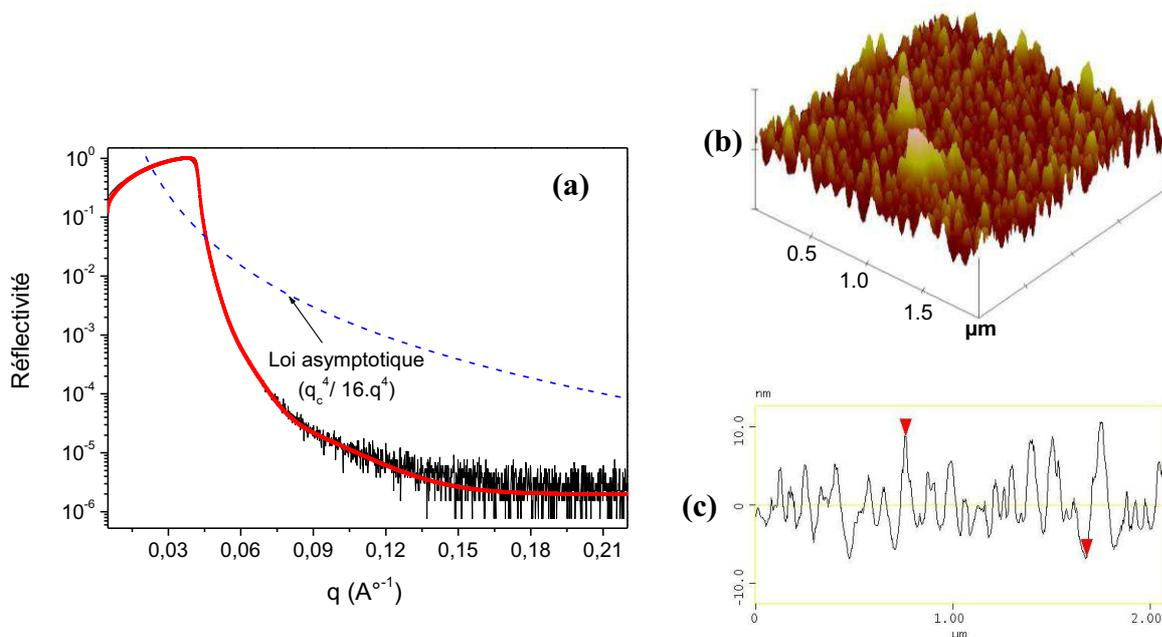 (a)
10⁰
10⁻¹
10⁻²
10⁻³
10⁻⁴
10⁻⁵
10⁻⁶
Réflectivité
Loi asymptotique
(q_c⁴/ 16.q⁴)
0,03 0,06 0,09 0,12 0,15 0,18 0,21
q (A°⁻¹)
(b)
0.5
1.0
1.5
µm
(c)
nm
10.0
0
-10.0
0 1.00 2.00
µm